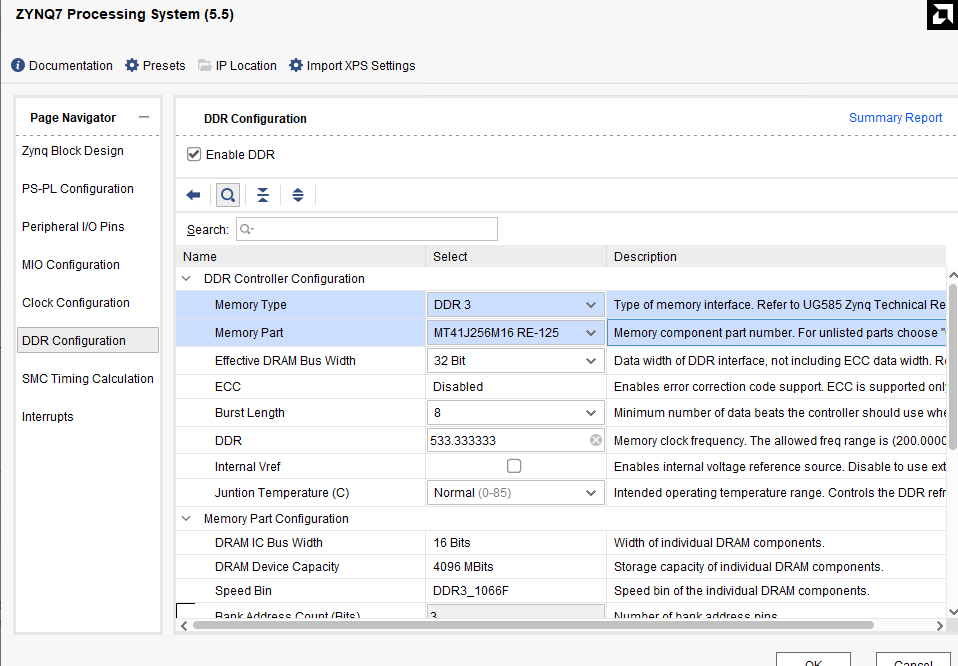 ZYNQ7 Processing System (5.5)
Documentation Presets IP Location Import XPS Settings
Page Navigator
Zynq Block Design
PS-PL Configuration
Peripheral I/O Pins
MIO Configuration
Clock Configuration
DDR Configuration
SMC Timing Calculation
Interrupts
DDR Configuration Summary Report
Enable DDR
Search:
Name Select Description
DDR Controller Configuration
Memory Type DDR 3 Type of memory interface. Refer to UG585 Zynq Technical Re
Memory Part MT41J256M16 RE-125 Memory component part number. For unlisted parts choose "
Effective DRAM Bus Width 32 Bit Data width of DDR interface, not including ECC data width. R
ECC Disabled Enables error correction code support. ECC is supported onl
Burst Length 8 Minimum number of data beats the controller should use whe
DDR 533.333333 Memory clock frequency. The allowed freq range is (200.0000
Internal Vref Enables internal voltage reference source. Disable to use ext
Juntion Temperature (C) Normal (0-85) Intended operating temperature range. Controls the DDR refr
Memory Part Configuration
DRAM IC Bus Width 16 Bits Width of individual DRAM components.
DRAM Device Capacity 4096 MBits Storage capacity of individual DRAM components.
Speed Bin DDR3_1066F Speed bin of the individual DRAM components.
Bank Address Count (Bits) 3 Number of bank address pins
OK Cancel